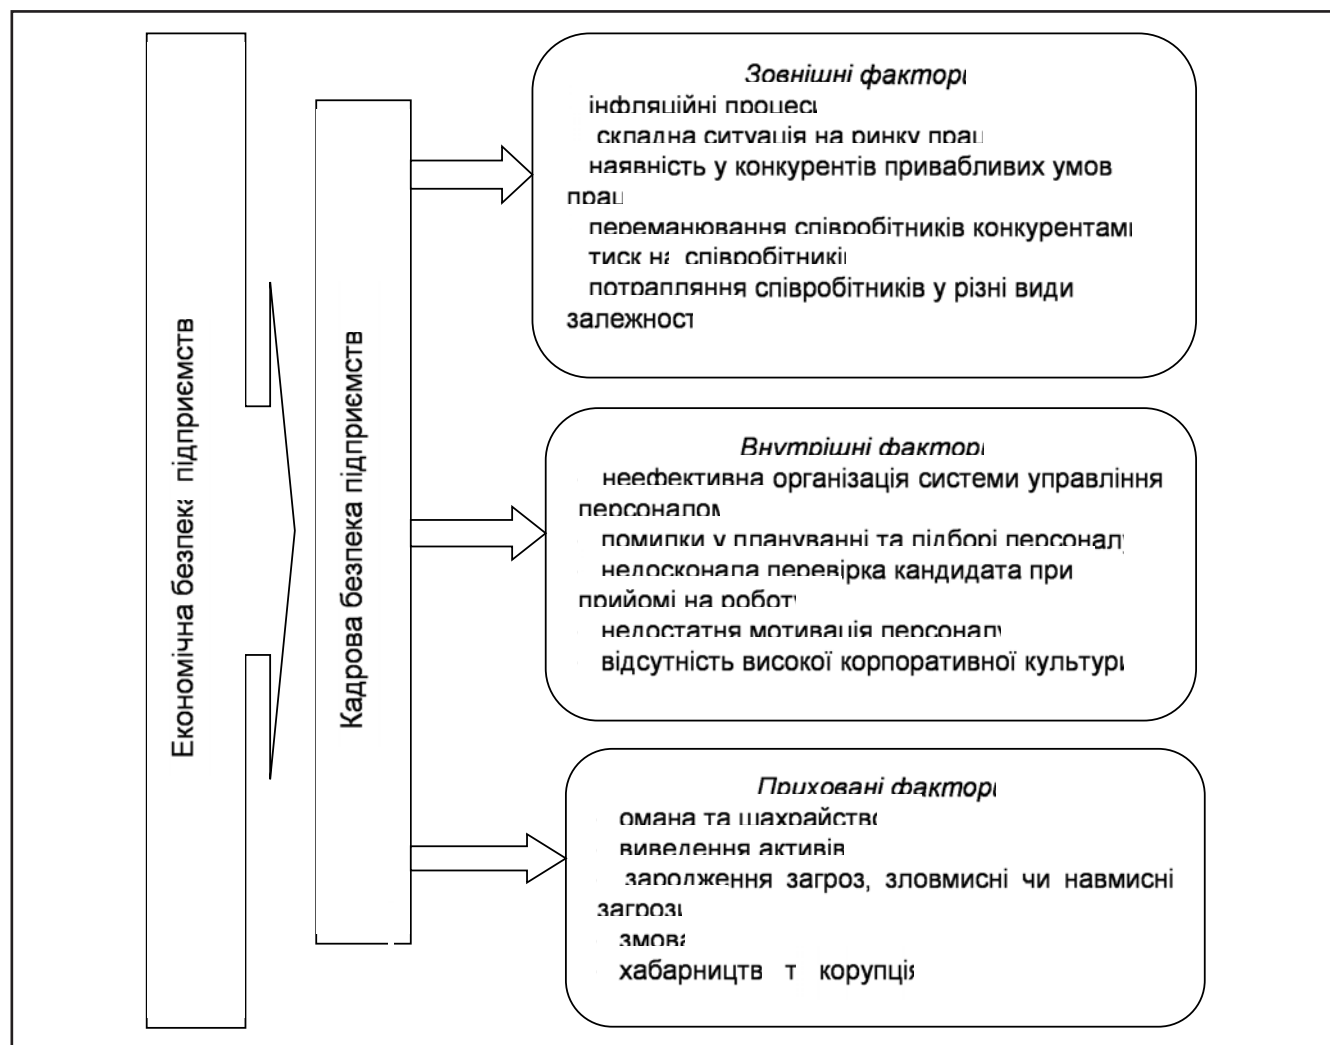 Економічна безпека підприємств
Кадрова безпека підприємств
Зовнішні фактори
інфляційні процеси
складна ситуація на ринку праці
наявність у конкурентів привабливих умов
праці
переманювання співробітників конкурентами
тиск на співробітників
потрапляння співробітників у різні види
залежності
Внутрішні фактори
неефективна організація системи управління
персоналом
помилки у плануванні та підборі персоналу
недосконала перевірка кандидата при
прийомі на роботу
недостатня мотивація персоналу
відсутність високої корпоративної культури
Приховані фактори
омана та шахрайство
виведення активів
зародження загроз, зловмисні чи навмисні
загрози
змова
хабарництв т корупція